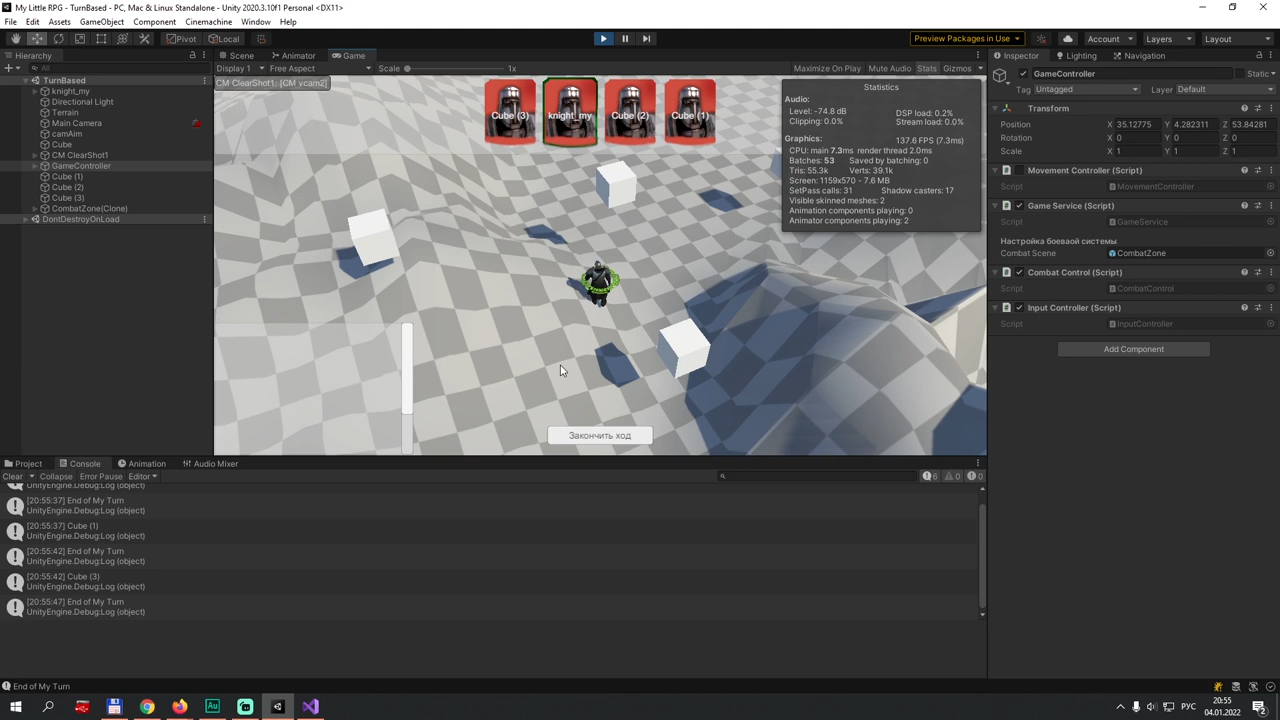 My Little RPG - TurnBased - PC, Mac & Linux Standalone - Unity 2020.3.10f1 Personal <DX11>
File Edit Assets GameObject Component Cinemachine Window Help
Pivot Local
Preview Packages in Use
Account
Layers
Layout
Hierarchy
All
TurnBased
knight_my
Directional Light
Terrain
Main Camera
camAim
Cube
CM ClearShot1
GameController
Cube (1)
Cube (2)
Cube (3)
CombatZone(Clone)
DontDestroyOnLoad
Scene Animator Game
Display 1 Free Aspect Scale 1x Maximize On Play Mute Audio Stats Gizmos
CM ClearShot1: [CM vcam2]
Cube (3) knight_my Cube (2) Cube (1)
Statistics
Audio:
Level: -74.8 dB DSP load: 0.2%
Clipping: 0.0% Stream load: 0.0%
Graphics: 137.6 FPS (7.3ms)
CPU: main 7.3ms render thread 2.0ms
Batches: 53 Saved by batching: 0
Tris: 55.3k Verts: 39.1k
Screen: 1159x570 - 7.6 MB
SetPass calls: 31 Shadow casters: 17
Visible skinned meshes: 2
Animation components playing: 0
Animator components playing: 2
Закончить ход
Inspector Lighting Navigation
GameController Static
Tag Untagged Layer Default
Transform
Position X 35.12775 Y 4.282311 Z 53.84281
Rotation X 0 Y 0 Z 0
Scale X 1 Y 1 Z 1
Movement Controller (Script)
Script MovementController
Game Service (Script)
Script GameService
Настройка боеваой системы
Combat Scene CombatZone
Combat Control (Script)
Script CombatControl
Input Controller (Script)
Script InputController
Add Component
Project Console Animation Audio Mixer
Clear Collapse Error Pause Editor
6 0 0
UnityEngine.Debug:Log (object)
[20:55:37] End of My Turn
UnityEngine.Debug:Log (object)
[20:55:37] Cube (1)
UnityEngine.Debug:Log (object)
[20:55:42] End of My Turn
UnityEngine.Debug:Log (object)
[20:55:42] Cube (3)
UnityEngine.Debug:Log (object)
[20:55:47] End of My Turn
UnityEngine.Debug:Log (object)
End of My Turn
Au
РУС
20:55
04.01.2022